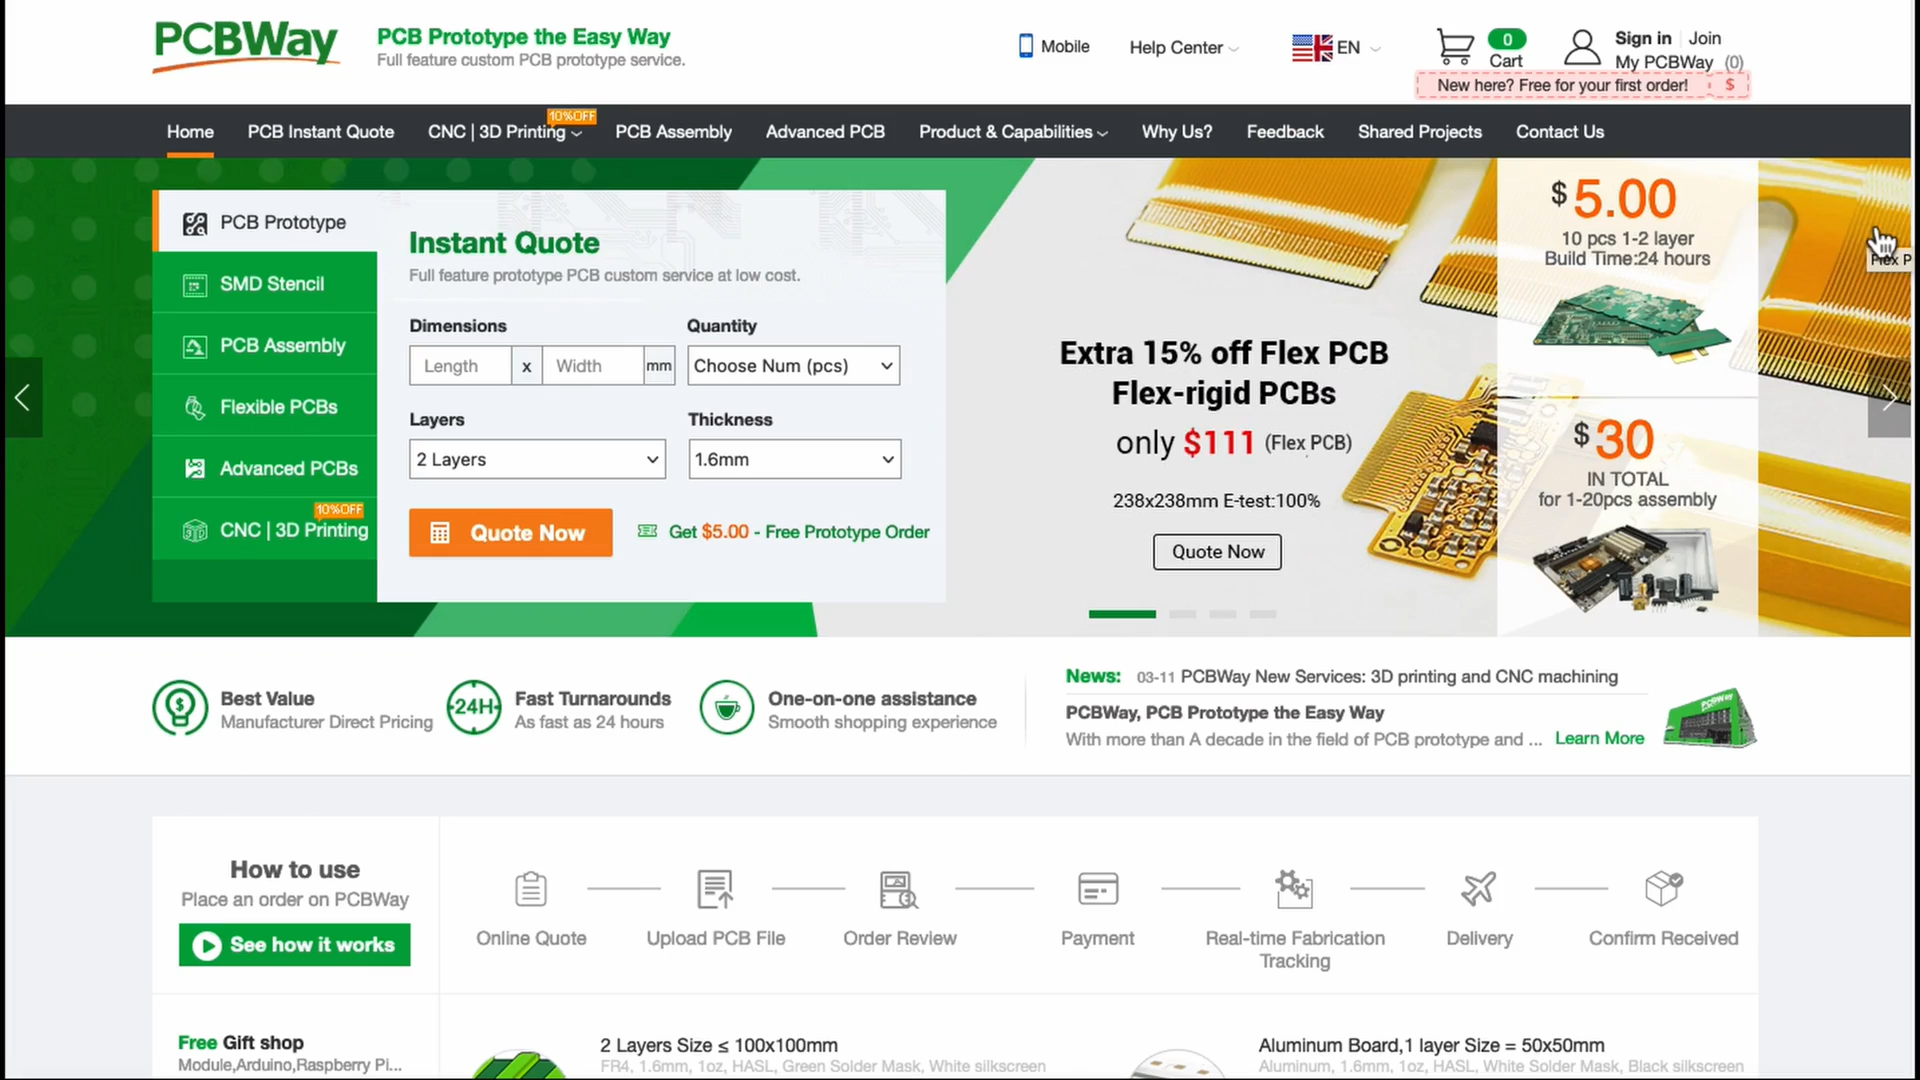 PCBWay
PCB Prototype the Easy Way
Full feature custom PCB prototype service.
Mobile
Help Center
EN
0
Cart
Sign in
Join
My PCBWay (0)
New here? Free for your first order! $
Home
PCB Instant Quote
CNC | 3D Printing
10%OFF
PCB Assembly
Advanced PCB
Product & Capabilities
Why Us?
Feedback
Shared Projects
Contact Us
PCB Prototype
SMD Stencil
PCB Assembly
Flexible PCBs
Advanced PCBs
10%OFF
CNC | 3D Printing
Instant Quote
Full feature prototype PCB custom service at low cost.
Dimensions
Quantity
Length x Width mm
Choose Num (pcs)
Layers
Thickness
2 Layers
1.6mm
Quote Now
Get $5.00 - Free Prototype Order
Extra 15% off Flex PCB
Flex-rigid PCBs
only $111 (Flex PCB)
238x238mm E-test:100%
Quote Now
$5.00
10 pcs 1-2 layer
Build Time:24 hours
$30
IN TOTAL
for 1-20pcs assembly
Flex P
Best Value
Manufacturer Direct Pricing
24H
Fast Turnarounds
As fast as 24 hours
One-on-one assistance
Smooth shopping experience
News: 03-11 PCBWay New Services: 3D printing and CNC machining
PCBWay, PCB Prototype the Easy Way
With more than A decade in the field of PCB prototype and ... Learn More
PCBWay
How to use
Place an order on PCBWay
See how it works
Online Quote
Upload PCB File
Order Review
Payment
Real-time Fabrication
Tracking
Delivery
Confirm Received
Free Gift shop
Module,Arduino,Raspberry Pi...
2 Layers Size ≤ 100x100mm
FR4, 1.6mm, 1oz, HASL, Green Solder Mask, White silkscreen
Aluminum Board,1 layer Size = 50x50mm
Aluminum, 1.6mm, 1oz, HASL, White Solder Mask, Black silkscreen